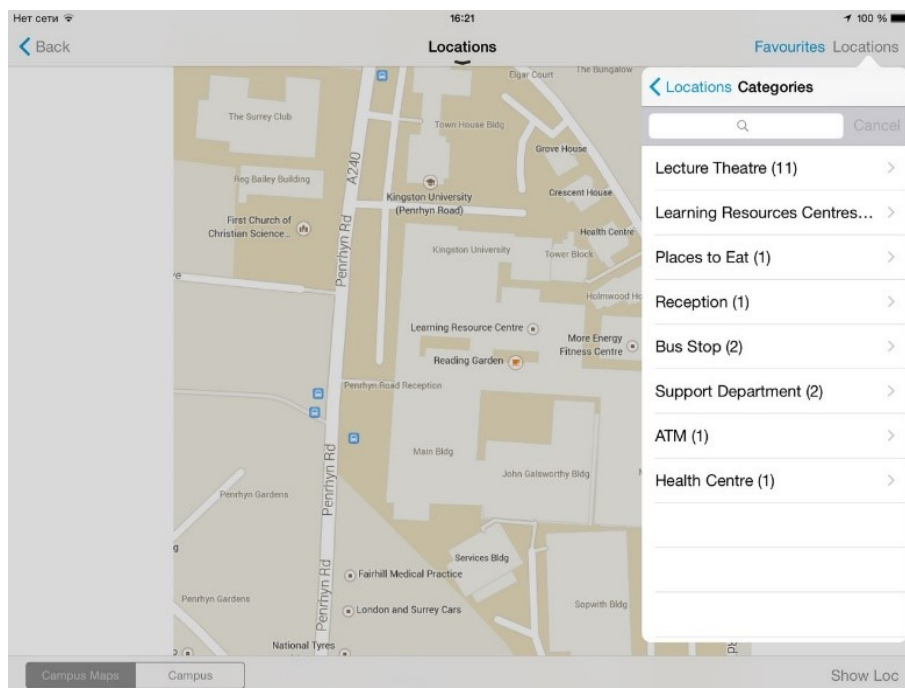 Нет сети
16:21
100 %
Back
Locations
Favourites Locations
Locations Categories
Cancel
Lecture Theatre (11)
Learning Resources Centres...
Places to Eat (1)
Reception (1)
Bus Stop (2)
Support Department (2)
ATM (1)
Health Centre (1)
Elgar Court
The Bungalow
The Surrey Club
Town House Bldg
Grove House
A240
Reg Bailey Building
Kingston University
(Penrhyn Road)
Crescent House
First Church of
Christian Science...
Penrhyn Rd
Health Centre
Kingston University
Tower Block
Holmwood
Learning Resource Centre
More Energy
Fitness Centre
Reading Garden
Penrhyn Road Reception
Main Bldg
Penrhyn Rd
John Galsworthy Bldg
Penrhyn Gardens
Services Bldg
Fairhill Medical Practice
Penrhyn Rd
Penrhyn Gardens
London and Surrey Cars
Sopwith Bldg
National Tyres
Campus Maps
Campus
Show Loc